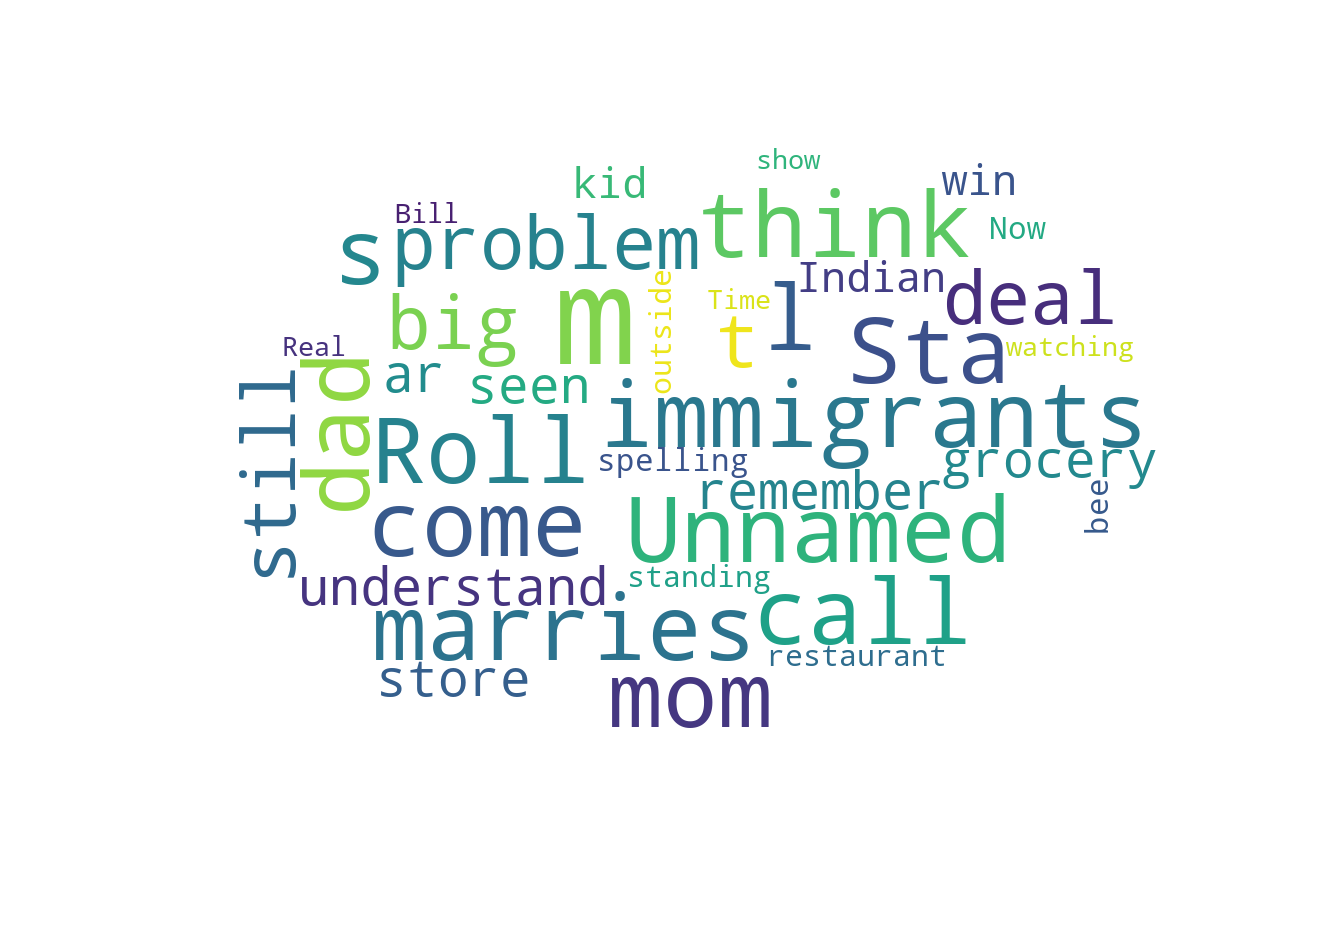 show
kid
win
Bill
think
Now
s
problem
Indian
deal
big
m
outside
Time
t
l
Sta
Real
watching
dad
ar
seen
still
immigrants
Roll
spelling
grocery
remember
bee
come
Unnamed
understand
standing
call
marries
restaurant
store
mom